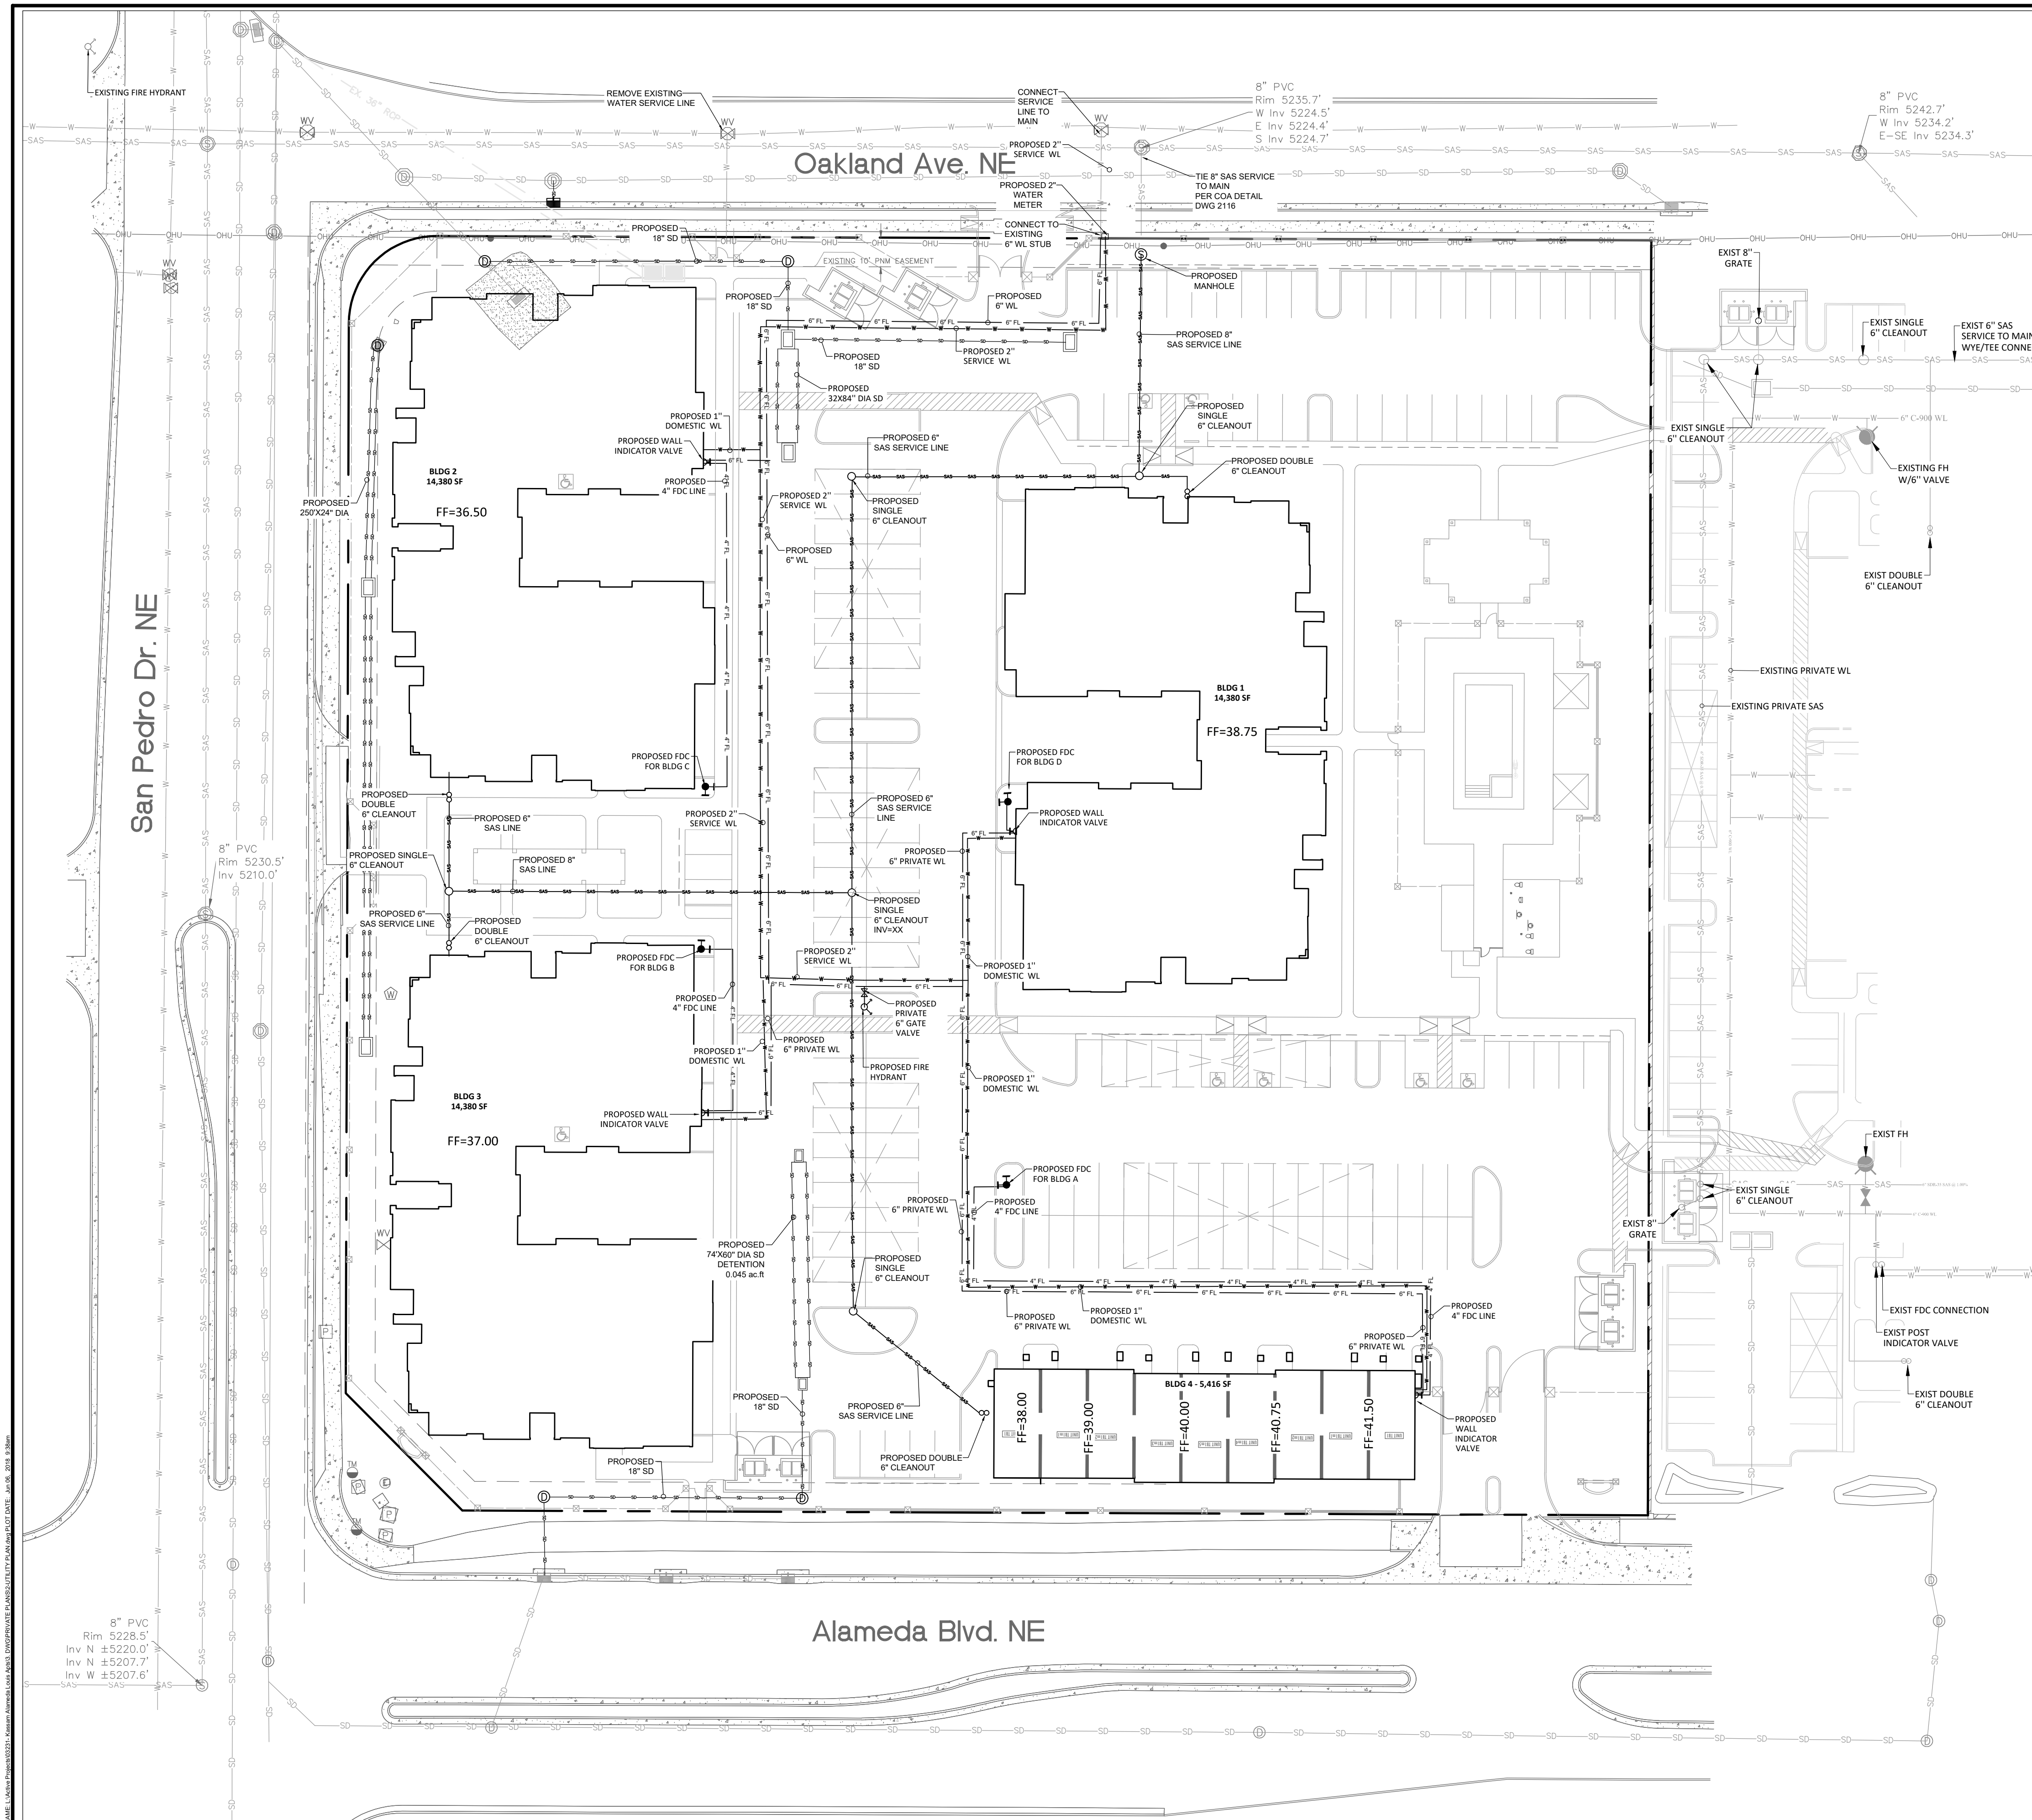 EXISTING FIRE HYDRANT
REMOVE EXISTING
WATER SERVICE LINE
CONNECT
SERVICE
LINE TO
MAIN
8" PVC
Rim 5235.7'
W Inv 5224.5'
E Inv 5224.4'
S Inv 5224.7'
8" PVC
Rim 5242.7'
W Inv 5234.2'
E-SE Inv 5234.3'
EX. 36" RCP
WV
WV
WV
Oakland Ave. NE
PROPOSED 2"
SERVICE WL
PROPOSED 2"
WATER
METER
TIE 8" SAS SERVICE
TO MAIN
PER COA DETAIL
DWG 2116
CONNECT TO
EXISTING
6" WL STUB
PROPOSED
18" SD
EXISTING 10' PNM EASEMENT
PROPOSED
MANHOLE
EXIST 8"
GRATE
WV
PROPOSED
18" SD
PROPOSED
6" WL
PROPOSED 8"
SAS SERVICE LINE
EXIST SINGLE
6" CLEANOUT
EXIST 6" SAS
SERVICE TO MAIN
WYE/TEE CONNE
PROPOSED
18" SD
PROPOSED 2"
SERVICE WL
PROPOSED
32X84" DIA SD
PROPOSED 1"
DOMESTIC WL
PROPOSED WALL
INDICATOR VALVE
PROPOSED
SINGLE
6" CLEANOUT
6" C-900 WL
EXIST SINGLE
6" CLEANOUT
PROPOSED 6"
SAS SERVICE LINE
PROPOSED DOUBLE
6" CLEANOUT
EXISTING FH
W/6" VALVE
BLDG 2
14,380 SF
FF=36.50
PROPOSED
4" FDC LINE
PROPOSED
250'X24" DIA
PROPOSED 2"
SERVICE WL
PROPOSED
SINGLE
6" CLEANOUT
PROPOSED
6" WL
EXIST DOUBLE
6" CLEANOUT
San Pedro Dr. NE
EXISTING PRIVATE WL
BLDG 1
14,380 SF
FF=38.75
EXISTING PRIVATE SAS
PROPOSED FDC
FOR BLDG C
PROPOSED FDC
FOR BLDG D
PROPOSED
DOUBLE
6" CLEANOUT
PROPOSED 6"
SAS LINE
PROPOSED 2"
SERVICE WL
PROPOSED 6"
SAS SERVICE
LINE
PROPOSED WALL
INDICATOR VALVE
8" PVC
Rim 5230.5'
Inv 5210.0'
PROPOSED SINGLE
6" CLEANOUT
PROPOSED 8"
SAS LINE
PROPOSED
6" PRIVATE WL
PROPOSED 6"
SAS SERVICE LINE
PROPOSED
DOUBLE
6" CLEANOUT
PROPOSED
SINGLE
6" CLEANOUT
INV=XX
PROPOSED FDC
FOR BLDG B
PROPOSED 2"
SERVICE WL
PROPOSED 1"
DOMESTIC WL
PROPOSED
4" FDC LINE
PROPOSED
PRIVATE
6" GATE
VALVE
PROPOSED
6" PRIVATE WL
PROPOSED 1"
DOMESTIC WL
PROPOSED FIRE
HYDRANT
PROPOSED 1"
DOMESTIC WL
BLDG 3
14,380 SF
FF=37.00
PROPOSED WALL
INDICATOR VALVE
EXIST FH
PROPOSED FDC
FOR BLDG A
PROPOSED
6" PRIVATE WL
PROPOSED
4" FDC LINE
EXIST SINGLE
6" CLEANOUT
EXIST 8"
GRATE
WV
PROPOSED
74'X60" DIA SD
DETENTION
0.045 ac.ft
PROPOSED
SINGLE
6" CLEANOUT
PROPOSED
6" PRIVATE WL
PROPOSED 1"
DOMESTIC WL
PROPOSED
4" FDC LINE
PROPOSED
6" PRIVATE WL
EXIST FDC CONNECTION
EXIST POST
INDICATOR VALVE
PROPOSED
18" SD
PROPOSED 6"
SAS SERVICE LINE
BLDG 4 - 5,416 SF
FF=38.00
FF=39.00
FF=40.00
FF=40.75
FF=41.50
EXIST DOUBLE
6" CLEANOUT
PROPOSED
WALL
INDICATOR
VALVE
PROPOSED
18" SD
PROPOSED DOUBLE
6" CLEANOUT
TM
TM
8" PVC
Rim 5228.5'
Inv N ±5220.0'
Inv N ±5207.7'
Inv W ±5207.6'
Alameda Blvd. NE